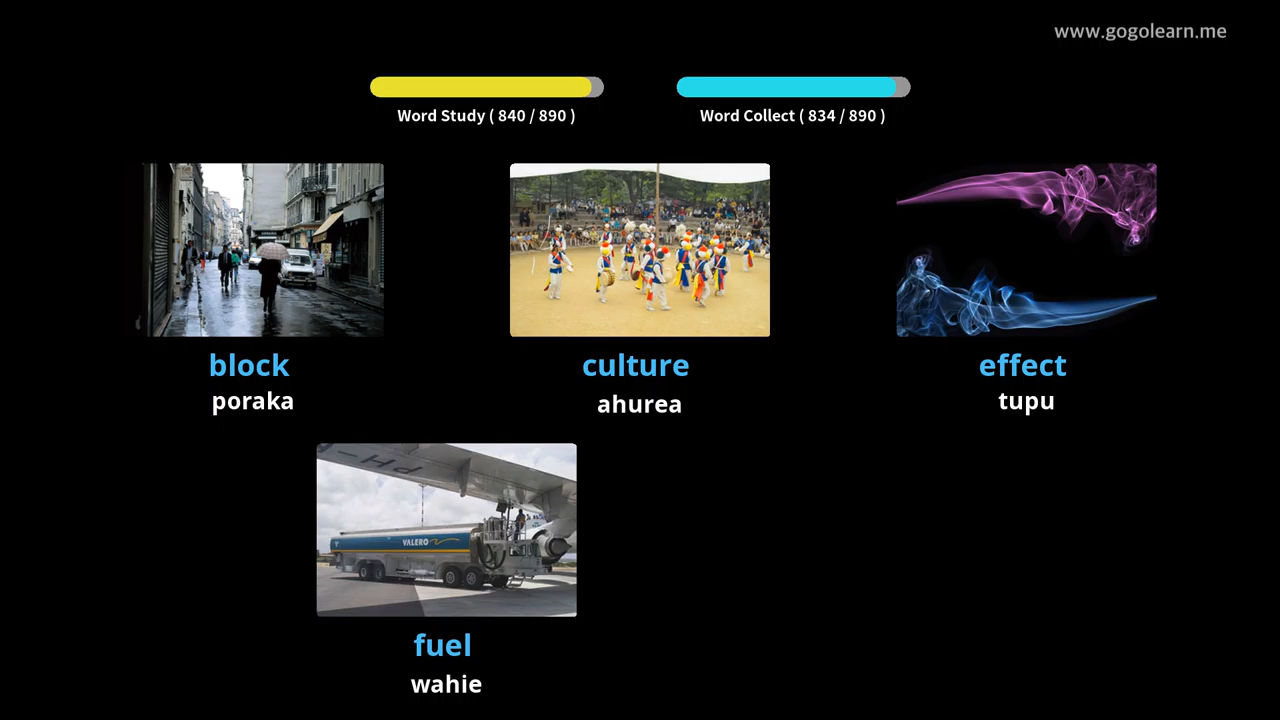 www.gogolearn.me
Word Study ( 840 / 890 )
Word Collect ( 834 / 890 )
block
poraka
culture
ahurea
effect
tupu
PH-
VALERO
fuel
wahie